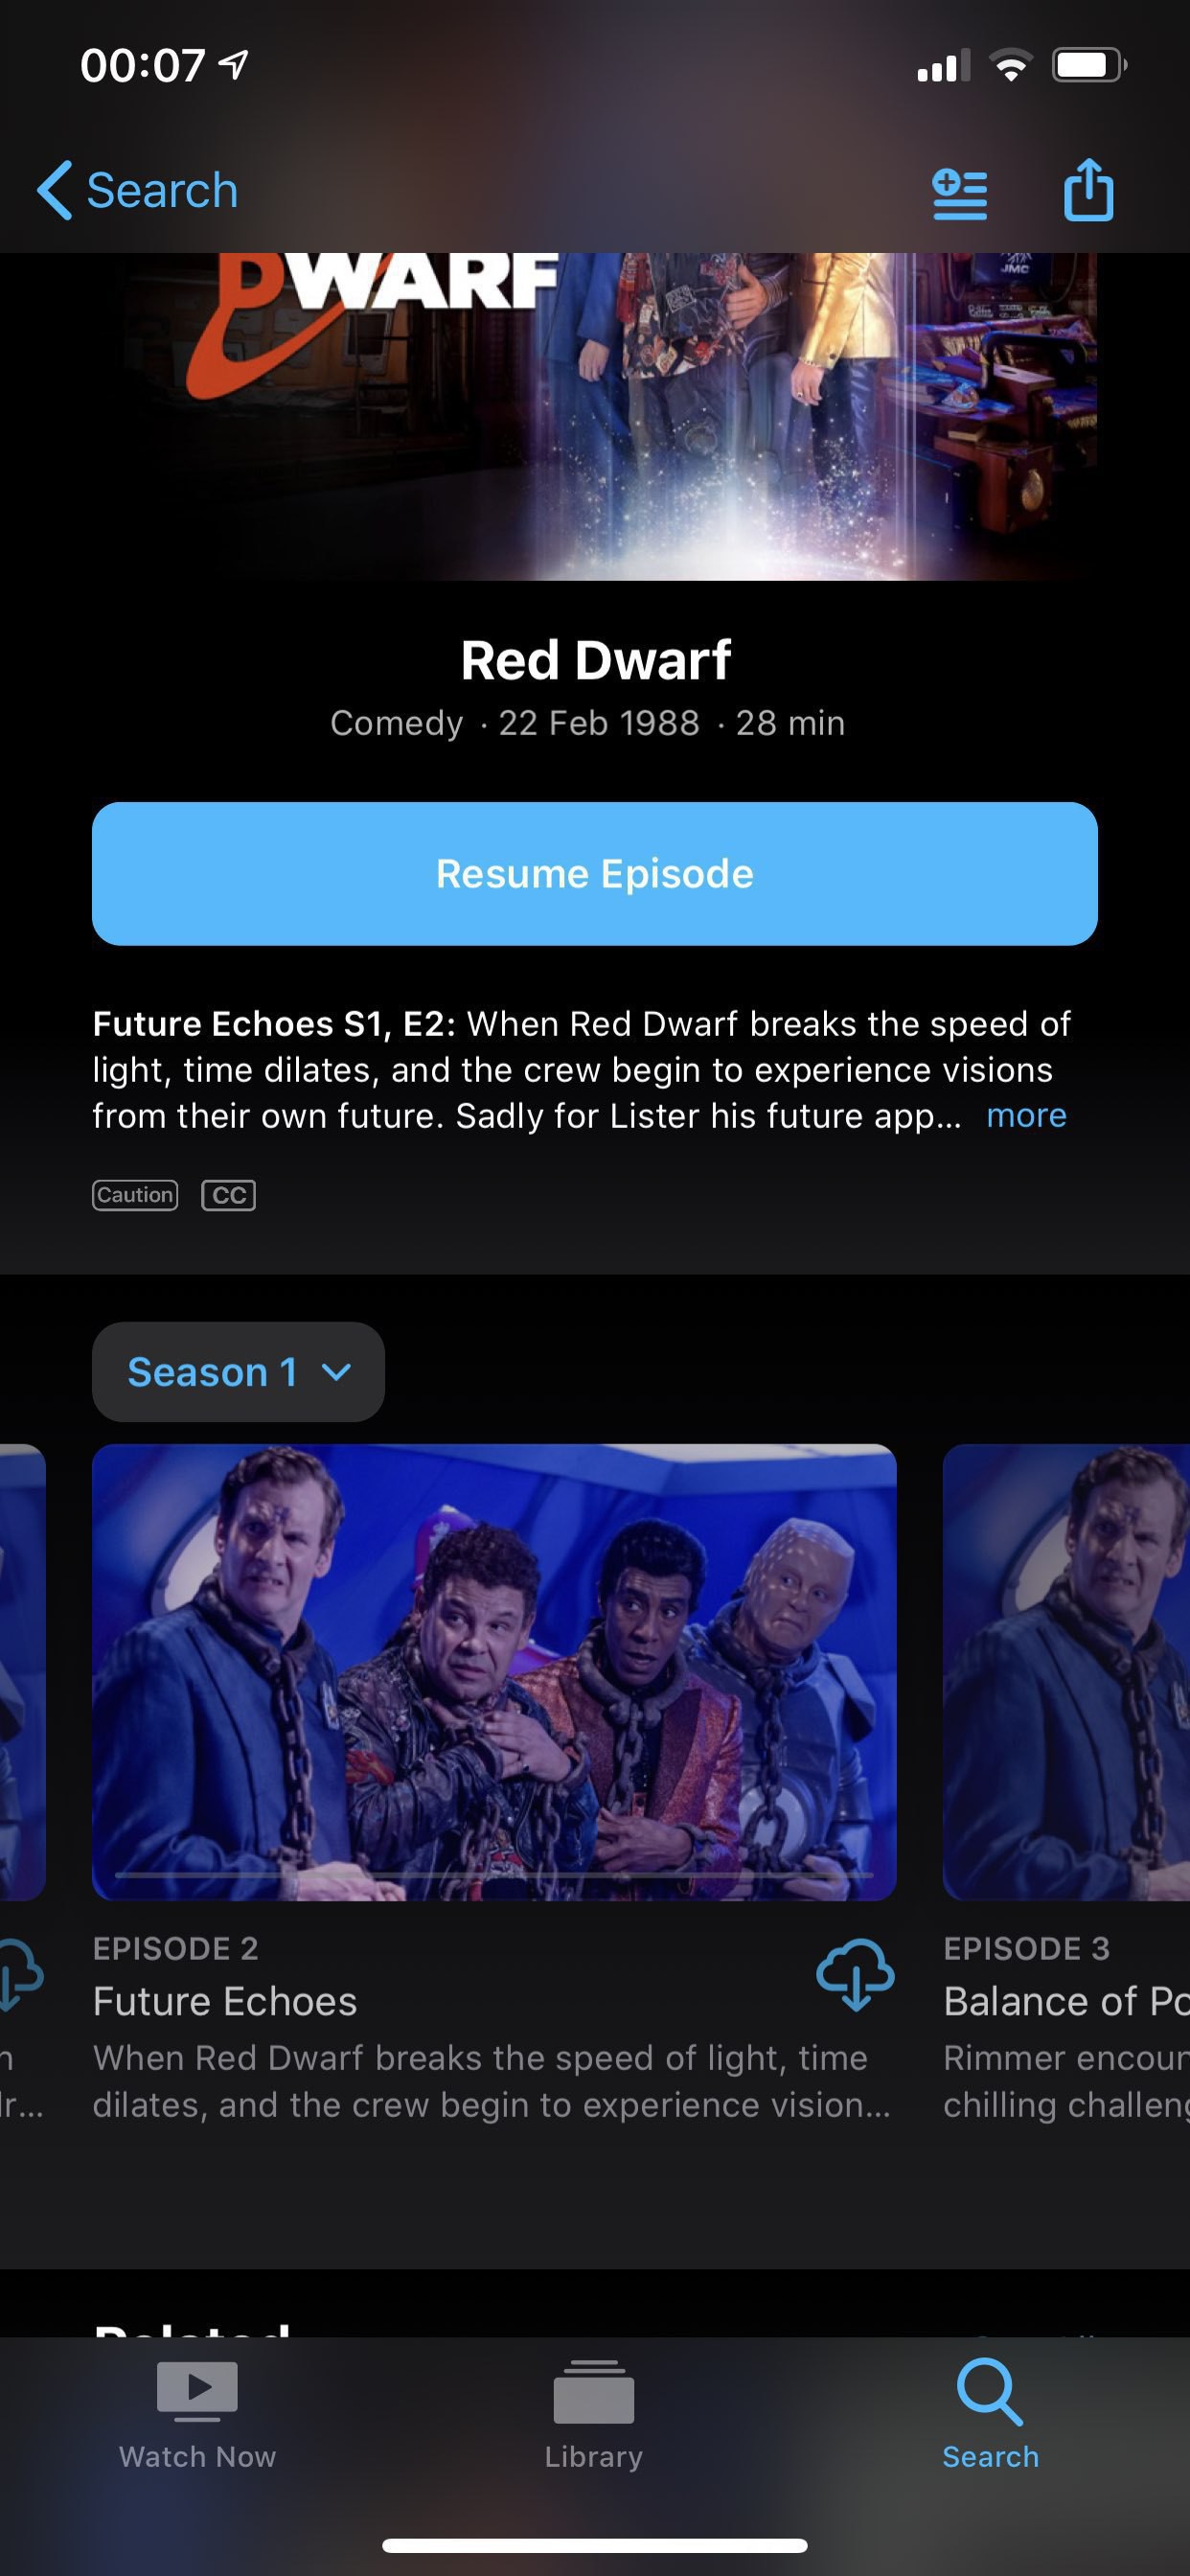 00:07
Search
DWARF
JMC
Red Dwarf
Comedy · 22 Feb 1988 · 28 min
Resume Episode
Future Echoes S1, E2: When Red Dwarf breaks the speed of
light, time dilates, and the crew begin to experience visions
from their own future. Sadly for Lister his future app... more
Caution CC
Season 1
EPISODE 2
Future Echoes
When Red Dwarf breaks the speed of light, time
dilates, and the crew begin to experience vision...
EPISODE 3
Balance of Po
Rimmer encoun
chilling challeng
Related
Watch Now
Library
Search